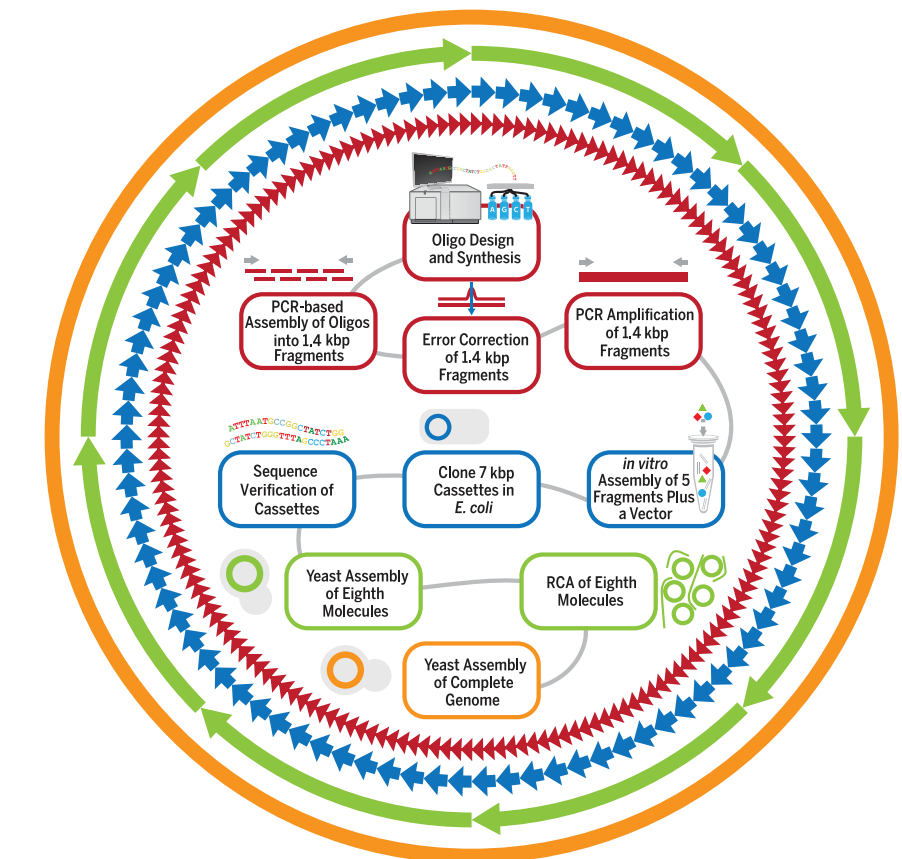 A G C T
Oligo Design
and Synthesis
PCR-based
Assembly of Oligos
into 1.4 kbp
Fragments
Error Correction
of 1.4 kbp
Fragments
PCR Amplification
of 1.4 kbp
Fragments
ATTTAATGCCGGCTATCTGG
GCTATCTGGGTTTAGCCCTAAA
Sequence
Verification of
Cassettes
Clone 7 kbp
Cassettes in
E. coli
in vitro
Assembly of 5
Fragments Plus
a Vector
Yeast Assembly
of Eighth
Molecules
RCA of Eighth
Molecules
Yeast Assembly
of Complete
Genome